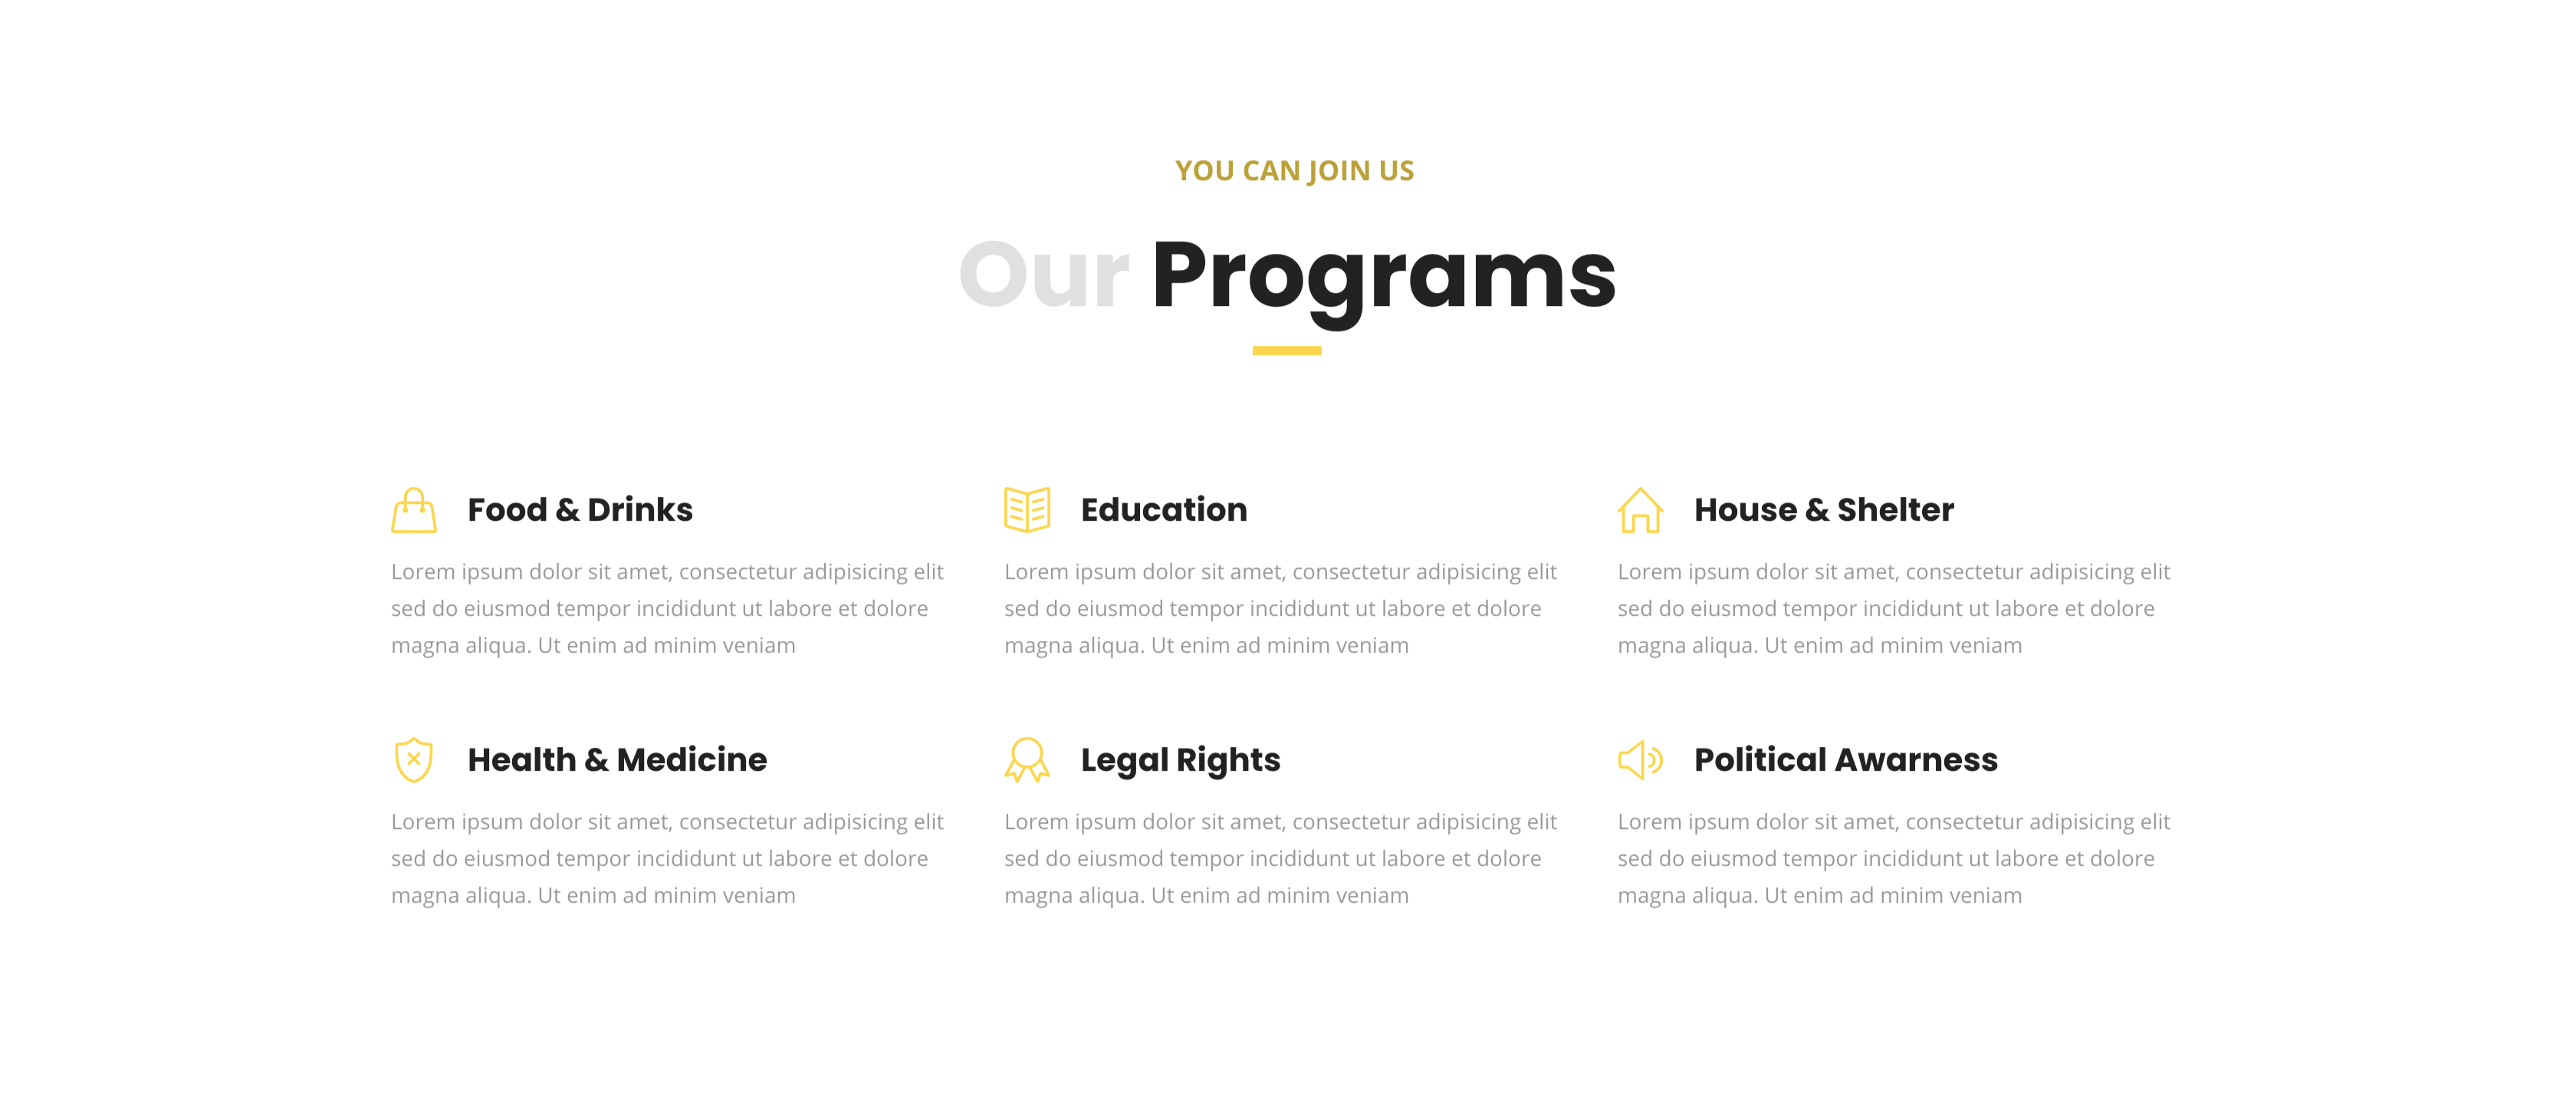 YOU CAN JOIN US
Our Programs
Food & Drinks
Lorem ipsum dolor sit amet, consectetur adipisicing elit
sed do eiusmod tempor incididunt ut labore et dolore
magna aliqua. Ut enim ad minim veniam
Education
Lorem ipsum dolor sit amet, consectetur adipisicing elit
sed do eiusmod tempor incididunt ut labore et dolore
magna aliqua. Ut enim ad minim veniam
House & Shelter
Lorem ipsum dolor sit amet, consectetur adipisicing elit
sed do eiusmod tempor incididunt ut labore et dolore
magna aliqua. Ut enim ad minim veniam
Health & Medicine
Lorem ipsum dolor sit amet, consectetur adipisicing elit
sed do eiusmod tempor incididunt ut labore et dolore
magna aliqua. Ut enim ad minim veniam
Legal Rights
Lorem ipsum dolor sit amet, consectetur adipisicing elit
sed do eiusmod tempor incididunt ut labore et dolore
magna aliqua. Ut enim ad minim veniam
Political Awarness
Lorem ipsum dolor sit amet, consectetur adipisicing elit
sed do eiusmod tempor incididunt ut labore et dolore
magna aliqua. Ut enim ad minim veniam